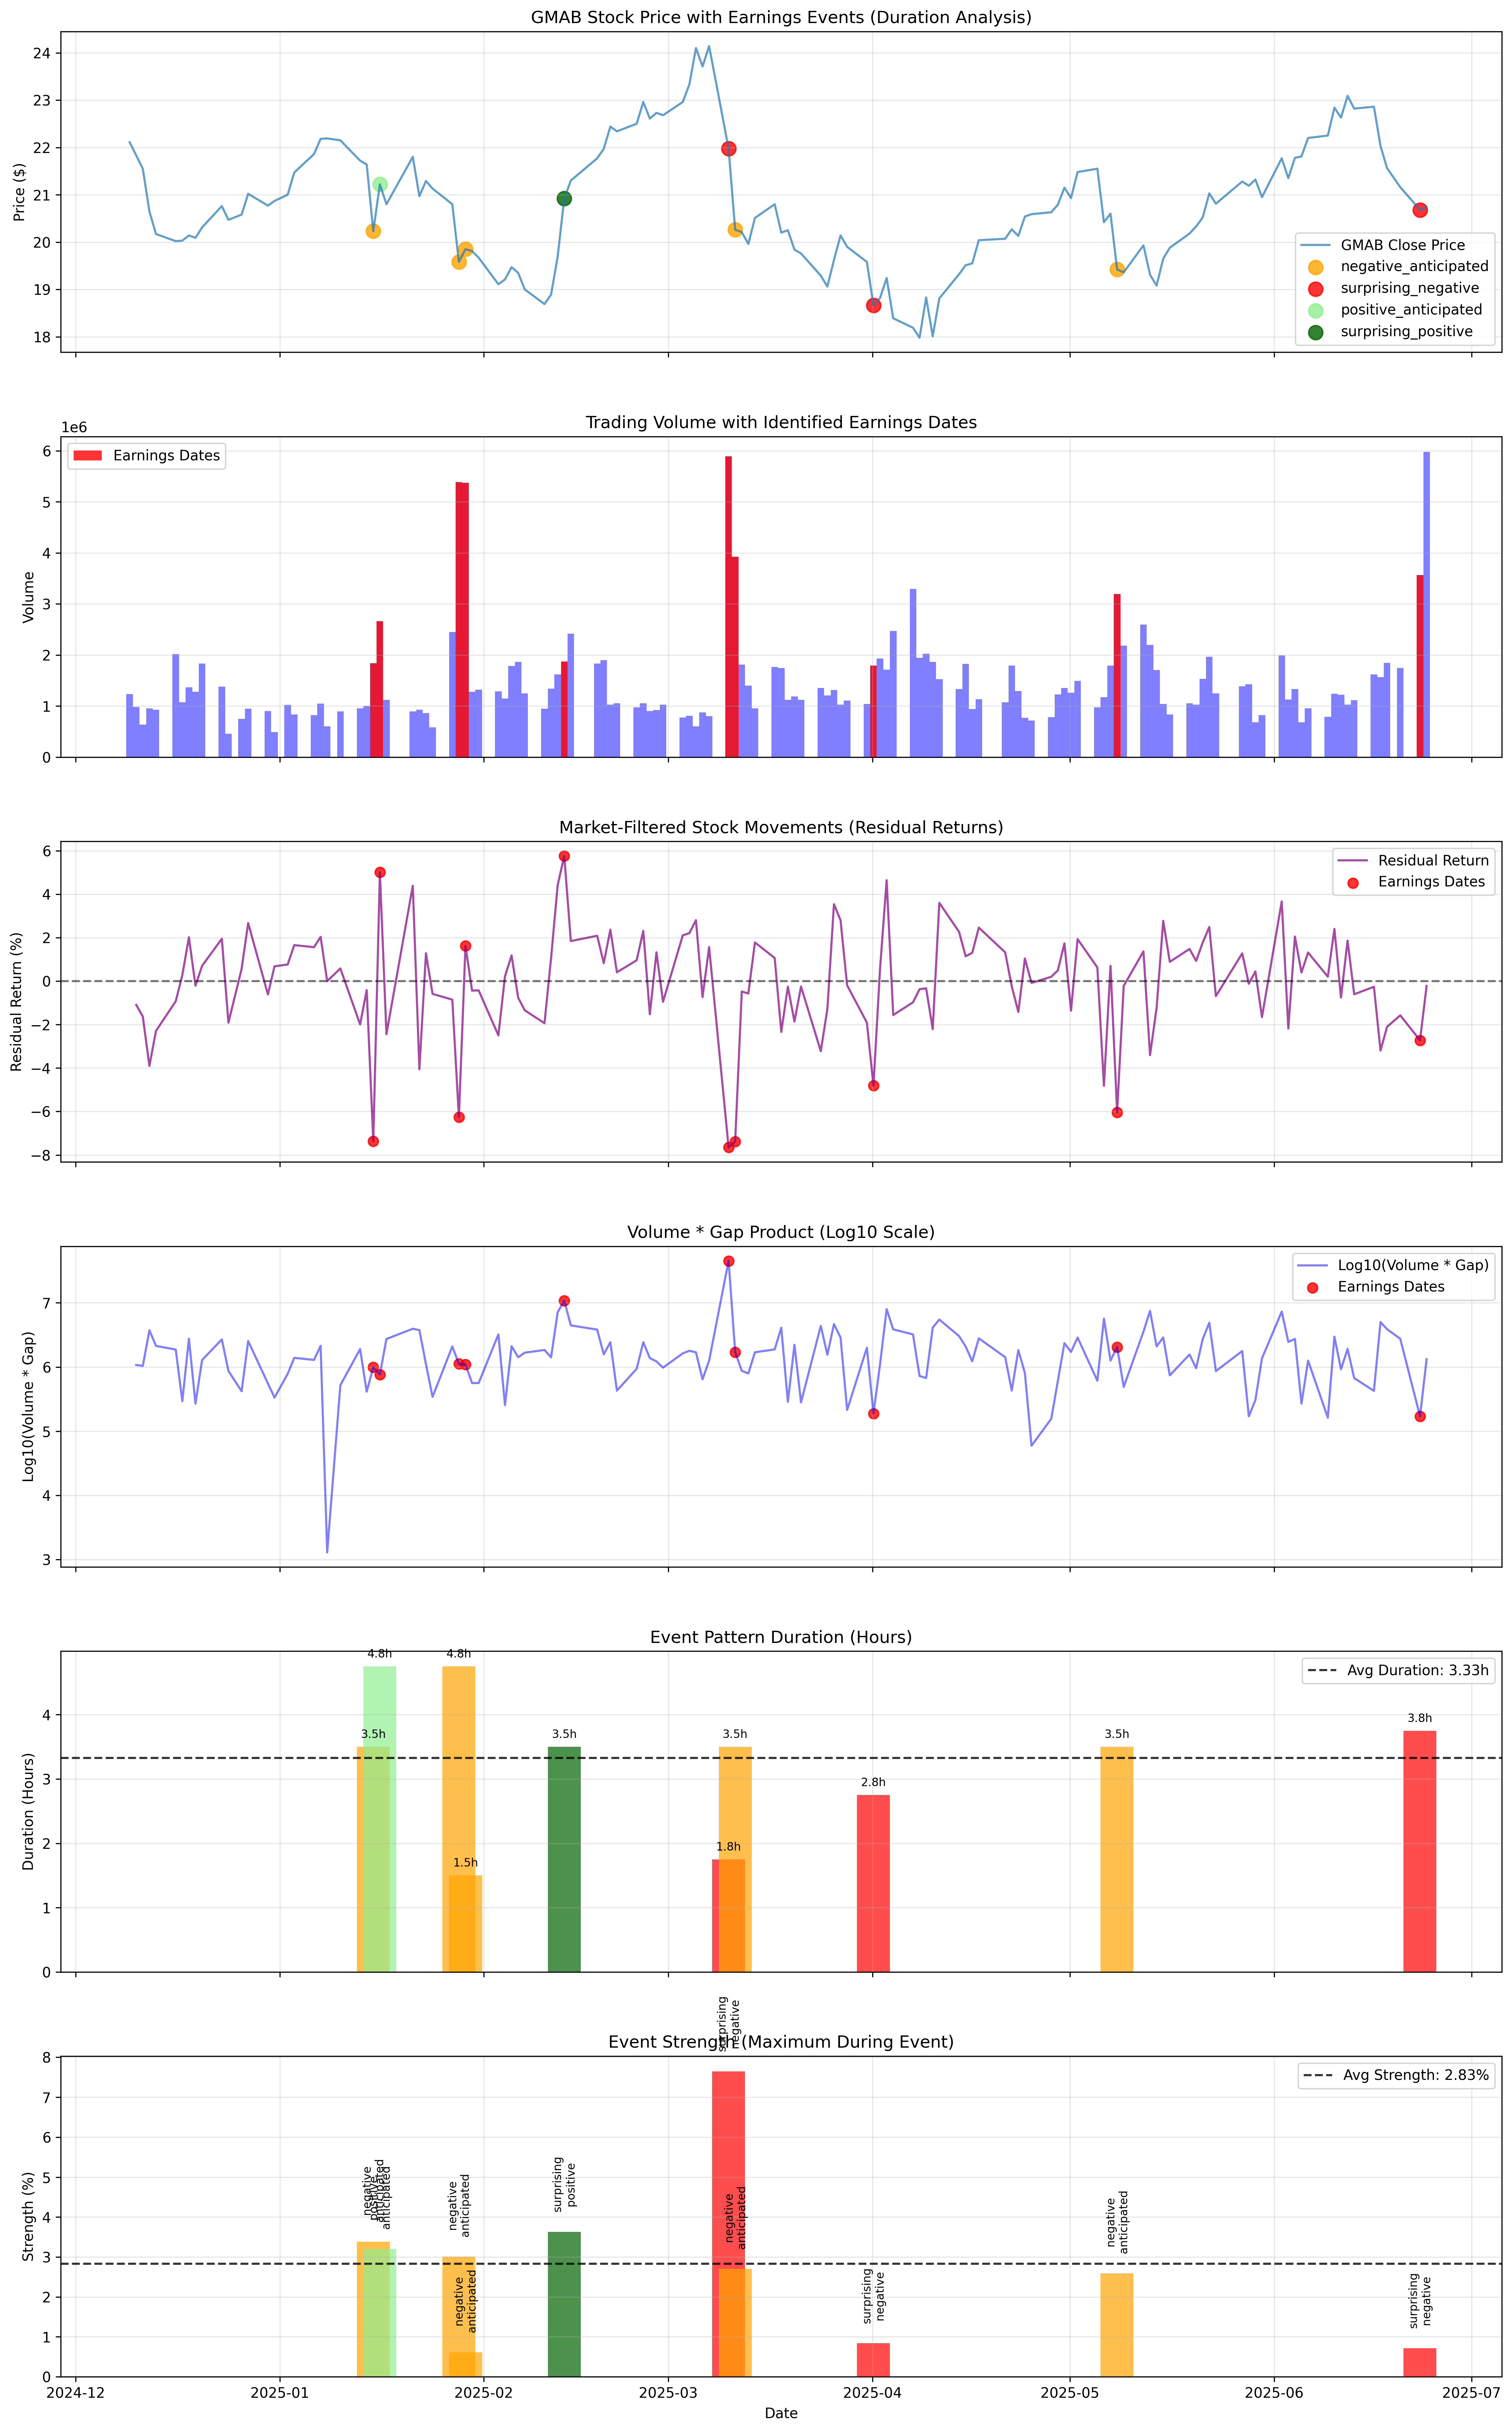 GMAB Stock Price with Earnings Events (Duration Analysis)
24
23
22
21
20
19
18
Price ($)
GMAB Close Price
negative_anticipated
surprising_negative
positive_anticipated
surprising_positive
Trading Volume with Identified Earnings Dates
1e6
6
5
4
3
2
1
0
Volume
Earnings Dates
Market-Filtered Stock Movements (Residual Returns)
6
4
2
0
−2
−4
−6
−8
Residual Return (%)
Residual Return
Earnings Dates
Volume * Gap Product (Log10 Scale)
7
6
5
4
3
Log10(Volume * Gap)
Log10(Volume * Gap)
Earnings Dates
Event Pattern Duration (Hours)
4
3
2
1
0
Duration (Hours)
3.5h
4.8h
4.8h
1.5h
3.5h
1.8h
3.5h
2.8h
3.5h
3.8h
Avg Duration: 3.33h
Event Strength (Maximum During Event)
8
7
6
5
4
3
2
1
0
Strength (%)
negative
anticipated
positive
anticipated
negative
anticipated
negative
anticipated
surprising
positive
surprising
negative
negative
anticipated
surprising
negative
negative
anticipated
surprising
negative
Avg Strength: 2.83%
2024-12
2025-01
2025-02
2025-03
2025-04
2025-05
2025-06
2025-07
Date